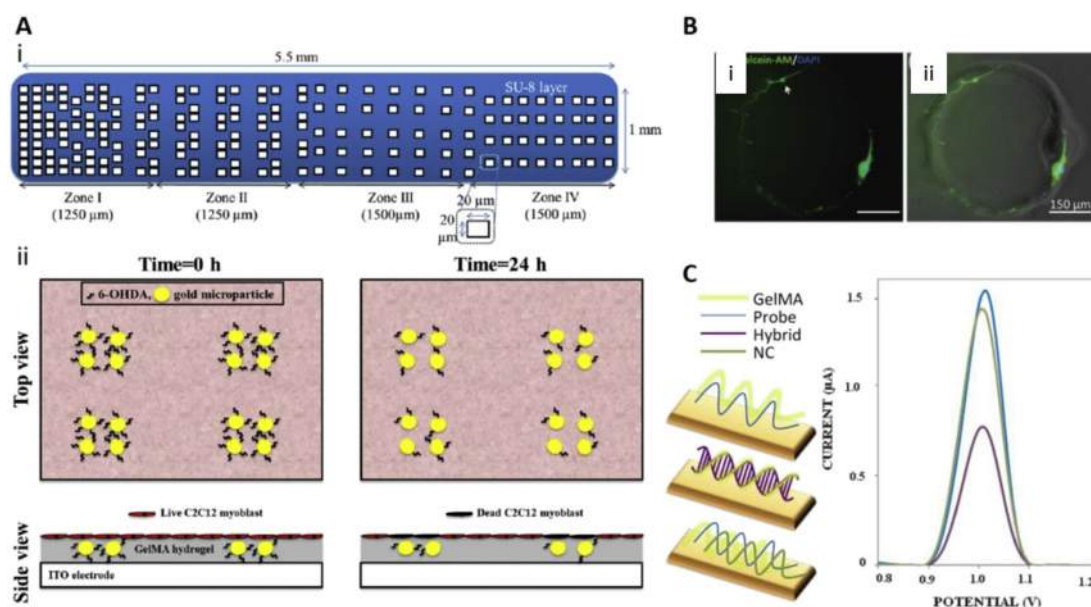 A
i
5.5 mm
SU-8 layer
1 mm
Zone I
(1250 µm)
Zone II
(1250 µm)
Zone III
(1500µm)
Zone IV
(1500 µm)
20 µm
20
µm
ii
Time=0 h
Time=24 h
6-OHDA, gold microparticle
Top view
Live C2C12 myoblast
Dead C2C12 myoblast
GelMA hydrogel
ITO electrode
Side view
B
alcein-AM/DAPI
i
ii
150 µm
C
GelMA
Probe
Hybrid
NC
CURRENT (µA)
1.5
1.0
0.5
0
0.8
0.9
1.0
1.1
1.2
POTENTIAL (V)